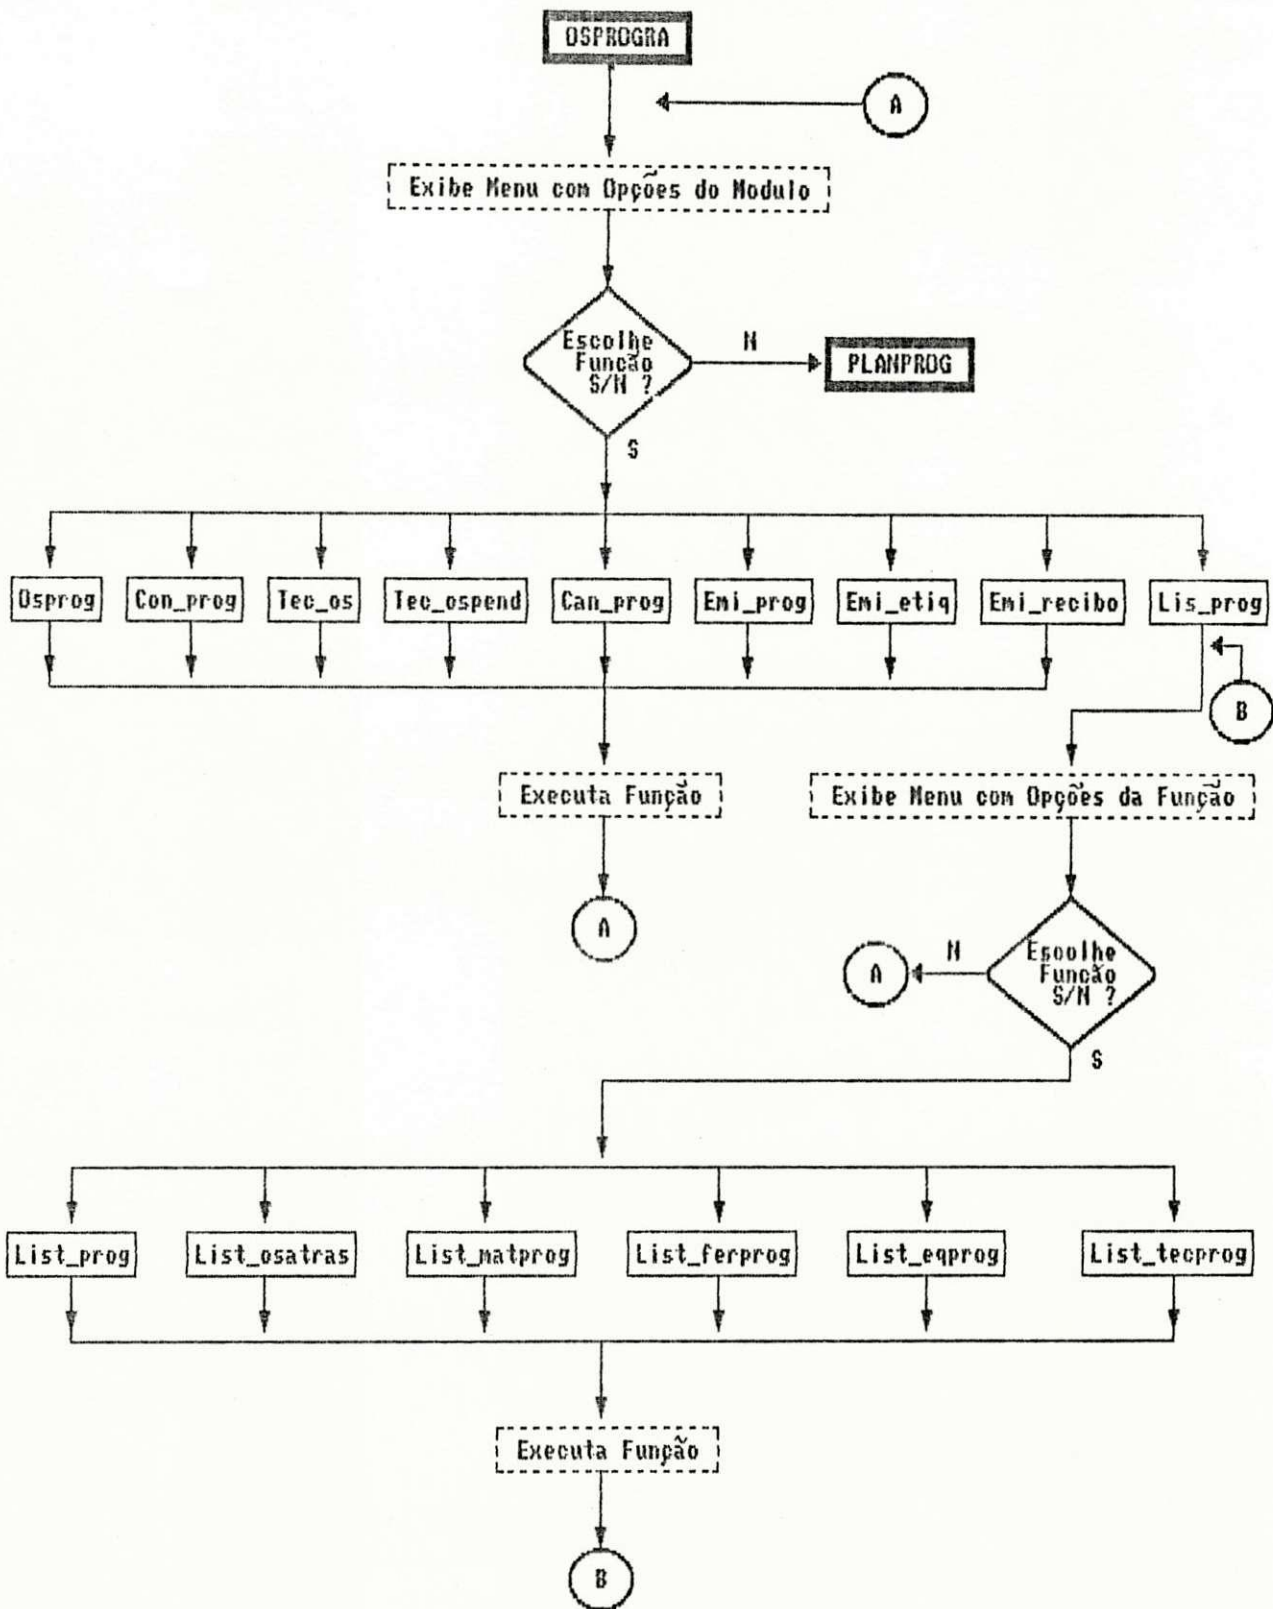 OSPROGRA
A
Exibe Menu com Opções do Modulo
Escolhe
Função
S/N ?
N
PLANPROG
S
Osprog
Con_prog
Tec_os
Tec_ospend
Can_prog
Emi_prog
Emi_etiq
Emi_recibo
Lis_prog
B
Executa Função
Exibe Menu com Opções da Função
A
A
N
Escolhe
Função
S/N ?
S
List_prog
List_osatras
List_matprog
List_ferprog
List_eqprog
List_tecprog
Executa Função
B